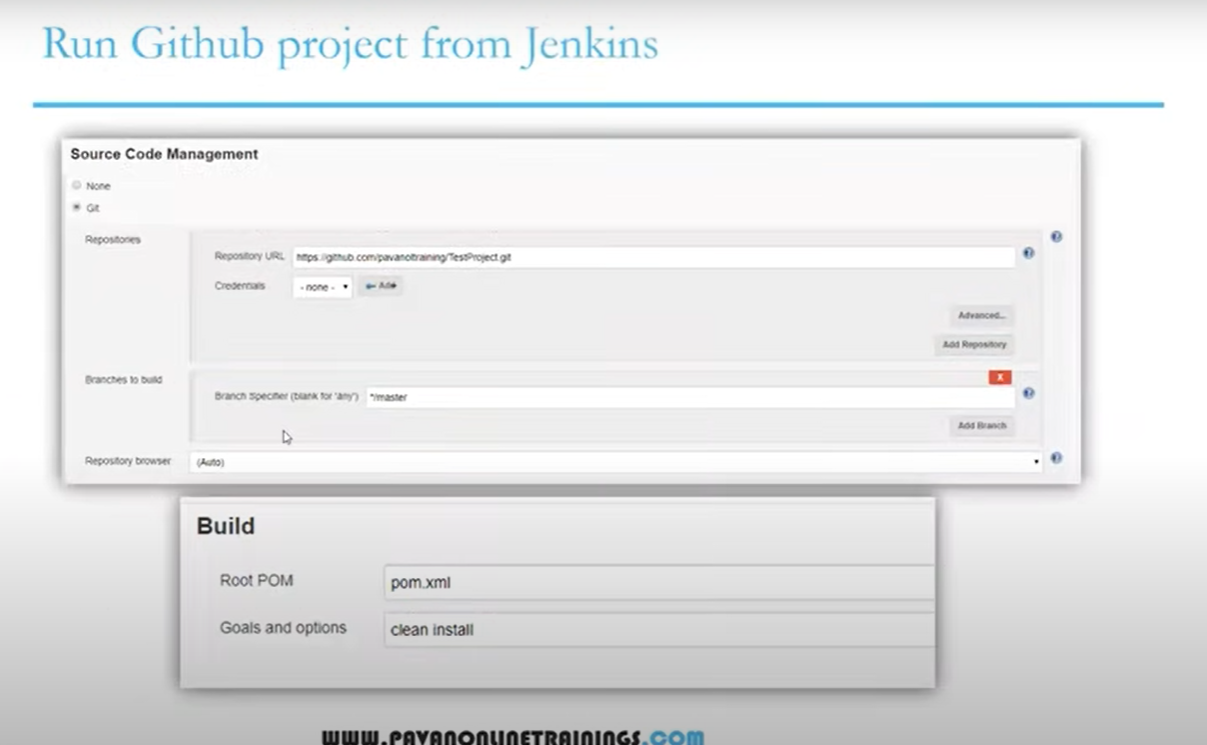 Run Github project from Jenkins
Source Code Management
None
Git
Repositories
Repository URL https://github.com/pavanoltraining/TestProject.git
Credentials - none - Add
Advanced...
Add Repository
Branches to build
X
Branch Specifier (blank for 'any') */master
Add Branch
Repository browser (Auto)
Build
Root POM pom.xml
Goals and options clean install
WWW.PAVANONLINETRAININGS.COM